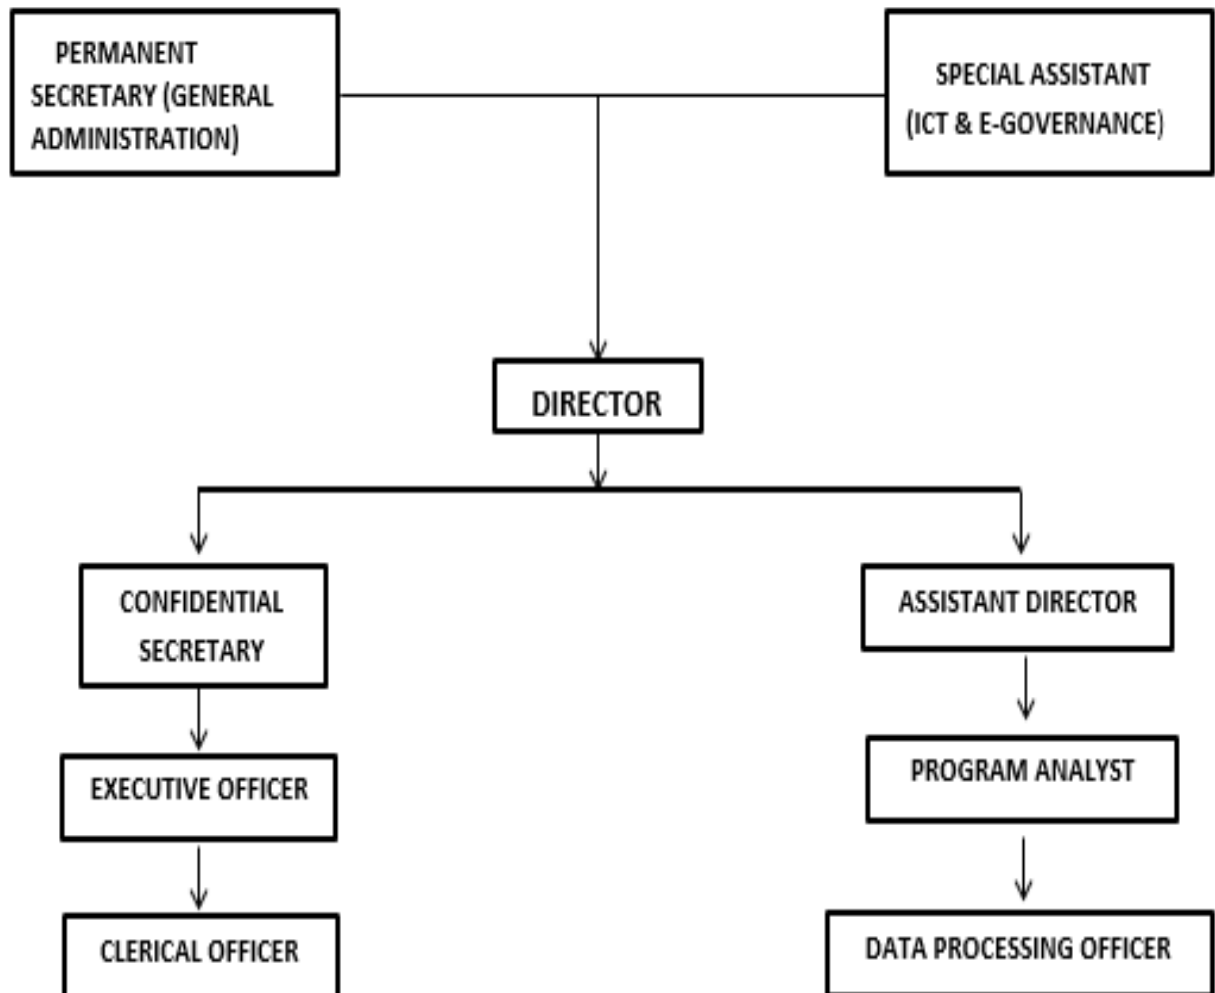 PERMANENT
SECRETARY (GENERAL
ADMINISTRATION)
SPECIAL ASSISTANT
(ICT & E-GOVERNANCE)
DIRECTOR
CONFIDENTIAL
SECRETARY
ASSISTANT DIRECTOR
EXECUTIVE OFFICER
PROGRAM ANALYST
CLERICAL OFFICER
DATA PROCESSING OFFICER